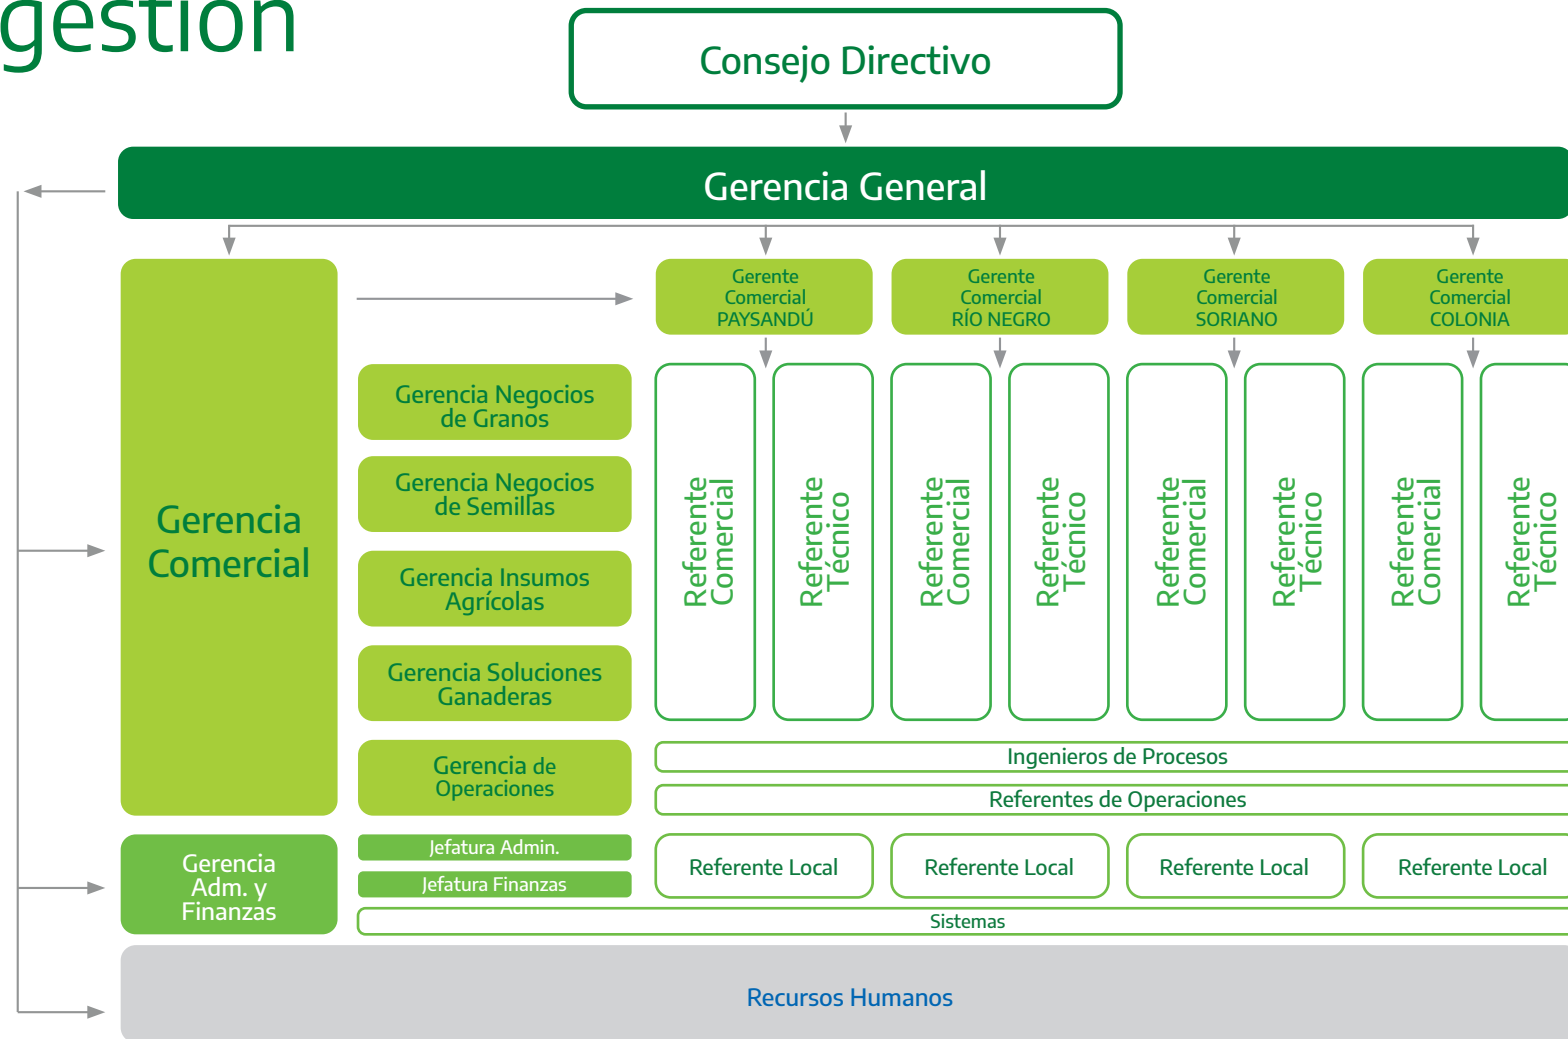 gestión
Consejo Directivo
Gerencia General
Gerente
Comercial
PAYSANDÚ
Gerente
Comercial
RÍO NEGRO
Gerente
Comercial
SORIANO
Gerente
Comercial
COLONIA
Gerencia
Comercial
Gerencia Negocios
de Granos
Gerencia Negocios
de Semillas
Gerencia Insumos
Agrícolas
Gerencia Soluciones
Ganaderas
Gerencia de
Operaciones
Referente
Comercial
Referente
Técnico
Referente
Comercial
Referente
Técnico
Referente
Comercial
Referente
Técnico
Referente
Comercial
Referente
Técnico
Ingenieros de Procesos
Referentes de Operaciones
Gerencia
Adm. y
Finanzas
Jefatura Admin.
Jefatura Finanzas
Referente Local
Referente Local
Referente Local
Referente Local
Sistemas
Recursos Humanos